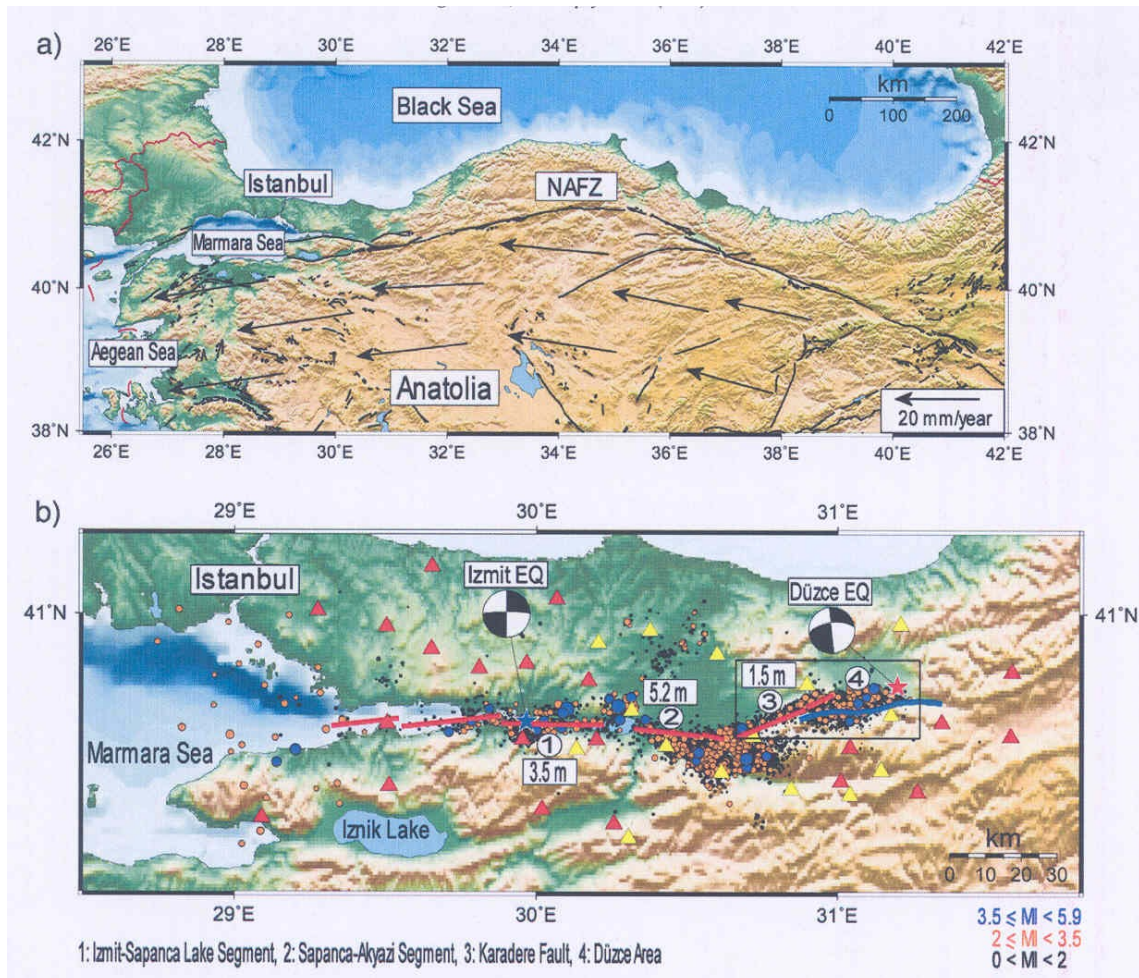 a)
26°E 28°E 30°E 32°E 34°E 36°E 38°E 40°E 42°E
km
0 100 200
Black Sea
42°N 42°N
Istanbul
NAFZ
Marmara Sea
40°N 40°N
Aegean Sea
Anatolia
20 mm/year
38°N 38°N
26°E 28°E 30°E 32°E 34°E 36°E 38°E 40°E 42°E
b)
29°E 30°E 31°E
Istanbul
Izmit EQ
Düzce EQ
41°N 41°N
5.2 m
1.5 m
4
3
2
Marmara Sea
1
3.5 m
Iznik Lake
km
0 10 20 30
29°E 30°E 31°E
3.5 ≤ Ml < 5.9
2 ≤ Ml < 3.5
0 < Ml < 2
1: Izmit-Sapanca Lake Segment, 2: Sapanca-Akyazi Segment, 3: Karadere Fault, 4: Düzce Area